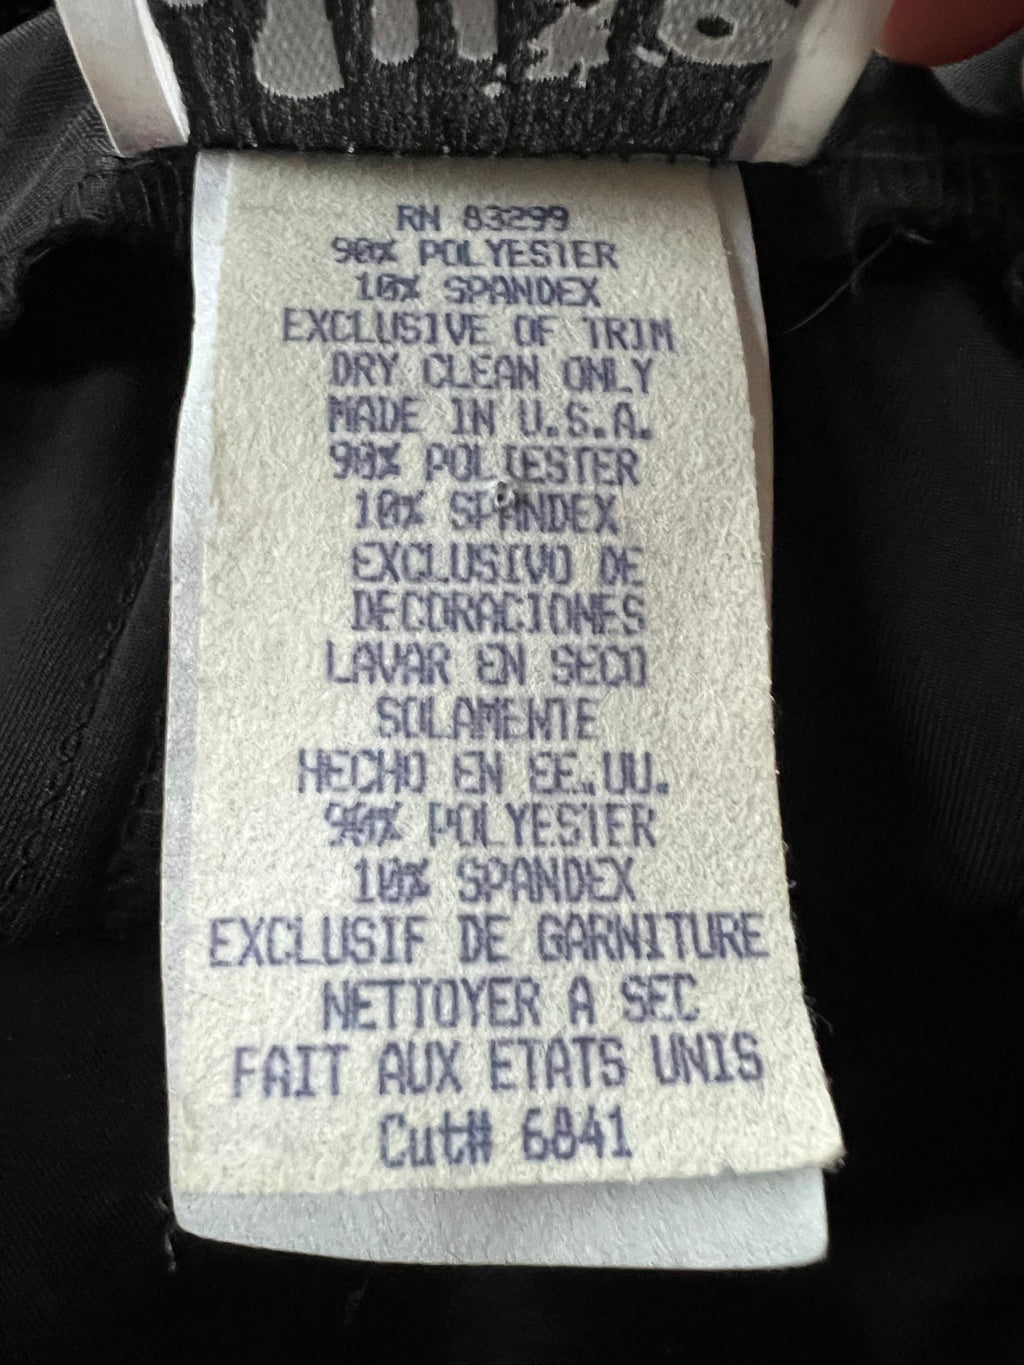 RN 83299
90% POLYESTER
10% SPANDEX
EXCLUSIVE OF TRIM
DRY CLEAN ONLY
MADE IN U.S.A.
90% POLIESTER
10% SPANDEX
EXCLUSIVO DE
DECORACIONES
LAVAR EN SECO
SOLAMENTE
HECHO EN EE.UU.
90% POLYESTER
10% SPANDEX
EXCLUSIF DE GARNITURE
NETTOYER A SEC
FAIT AUX ETATS UNIS
Cut# 6841